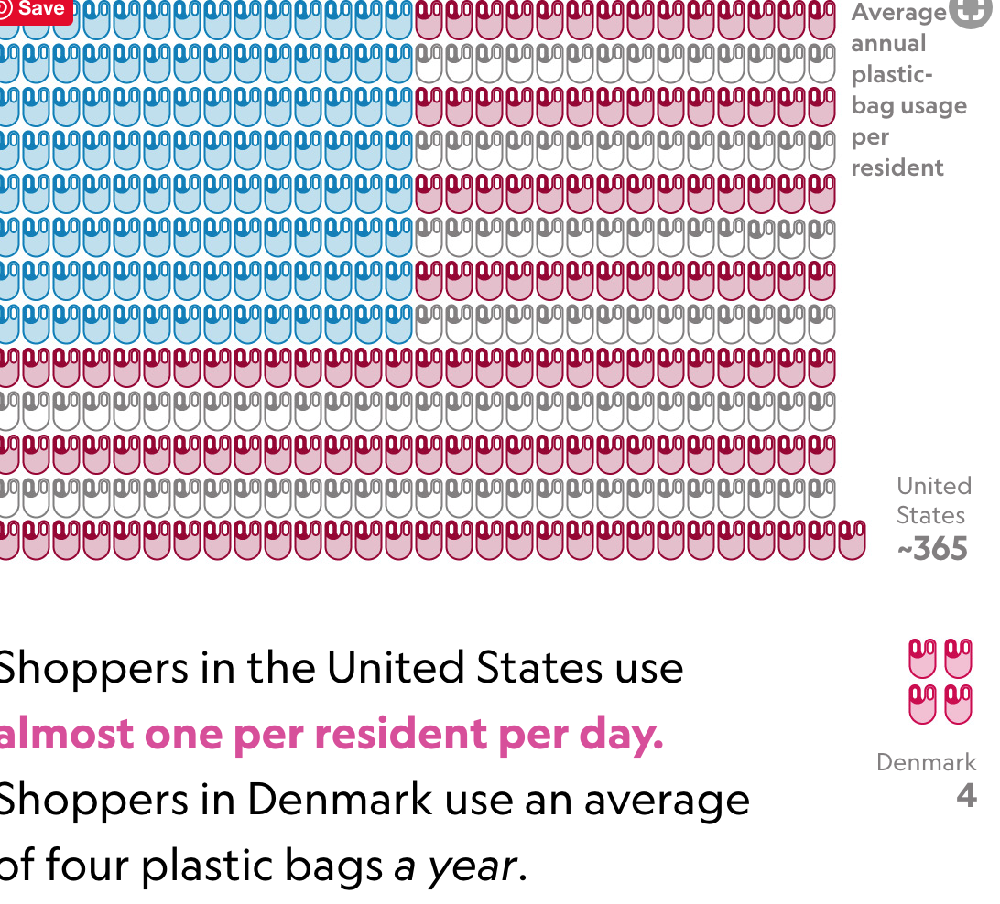 Save
Average
annual
plastic-
bag usage
per
resident
United
States
~365
Shoppers in the United States use
almost one per resident per day.
Shoppers in Denmark use an average
of four plastic bags a year.
Denmark
4